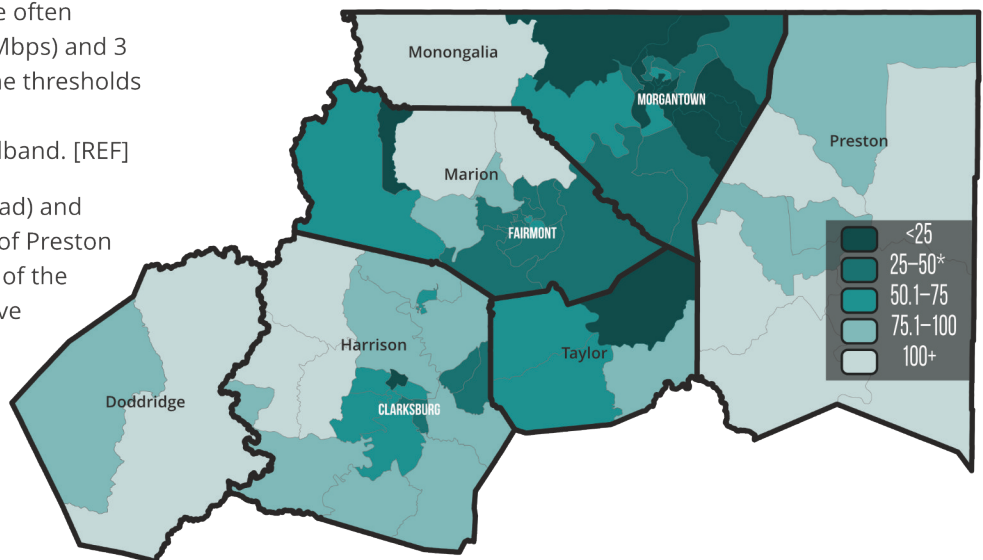 e often
Mbps) and 3
ne thresholds
lband. [REF]
ad) and
of Preston
of the
ve
Monongalia
MORGANTOWN
Preston
Marion
FAIRMONT
<25
25–50*
50.1–75
75.1–100
100+
Harrison
Taylor
Doddridge
CLARKSBURG